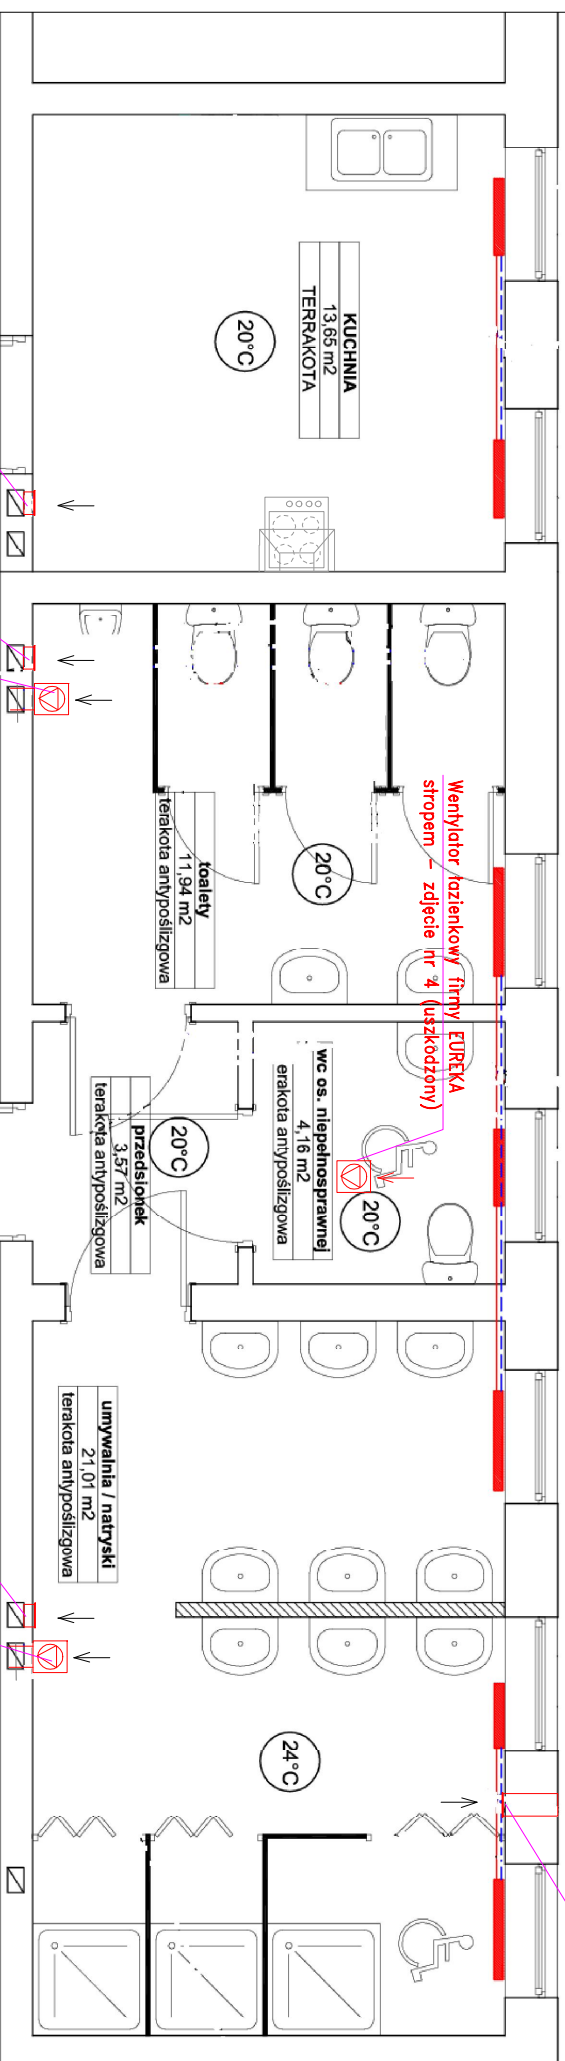 KUCHNIA
13,65 m2
TERRAKOTA
20°C
toalety
11,94 m2
terakota antypoślizgowa
20°C
Wentylator łazienkowy firmy EUREKA
stropem – zdjęcie nr 4 (uszkodzony)
wc os. niepełnosprawnej
4,16 m2
erakota antypoślizgowa
20°C
przedsionek
3,57 m2
terakota antypoślizgowa
20°C
umywalnia / natryski
21,01 m2
terakota antypoślizgowa
24°C